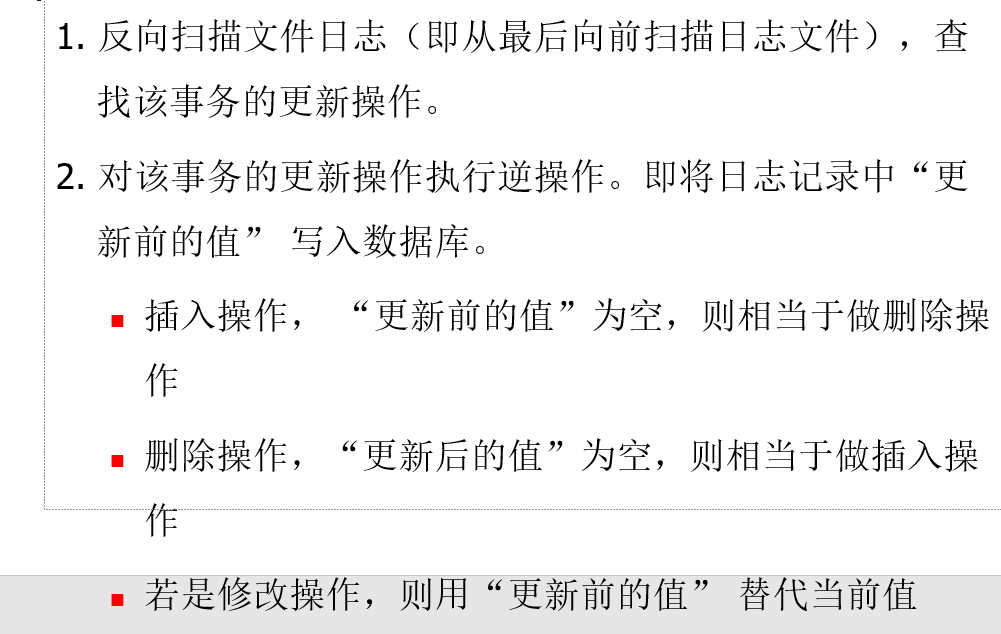 1. 反向扫描文件日志（即从最后向前扫描日志文件），查
找该事务的更新操作。
2. 对该事务的更新操作执行逆操作。即将日志记录中“更
新前的值” 写入数据库。
▪ 插入操作， “更新前的值”为空，则相当于做删除操
作
▪ 删除操作，“更新后的值”为空，则相当于做插入操
作
▪ 若是修改操作，则用“更新前的值” 替代当前值